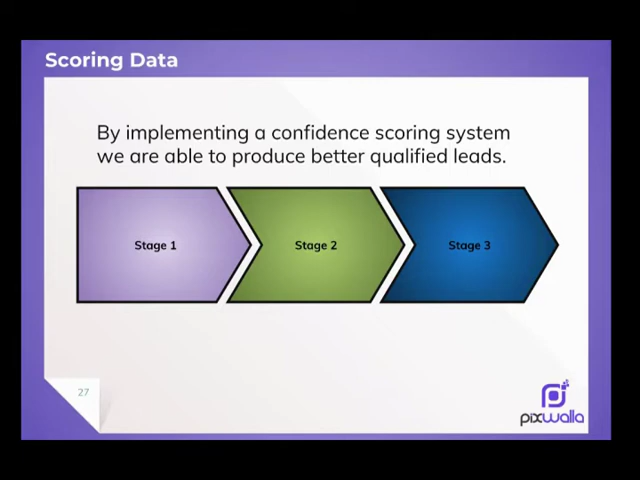 Scoring Data
By implementing a confidence scoring system
we are able to produce better qualified leads.
Stage 1
Stage 2
Stage 3
27
pixwalla